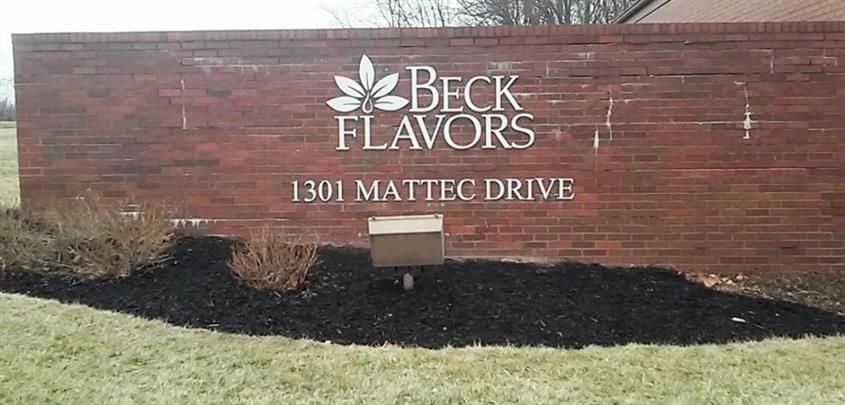 BECK
FLAVORS
1301 MATTEC DRIVE